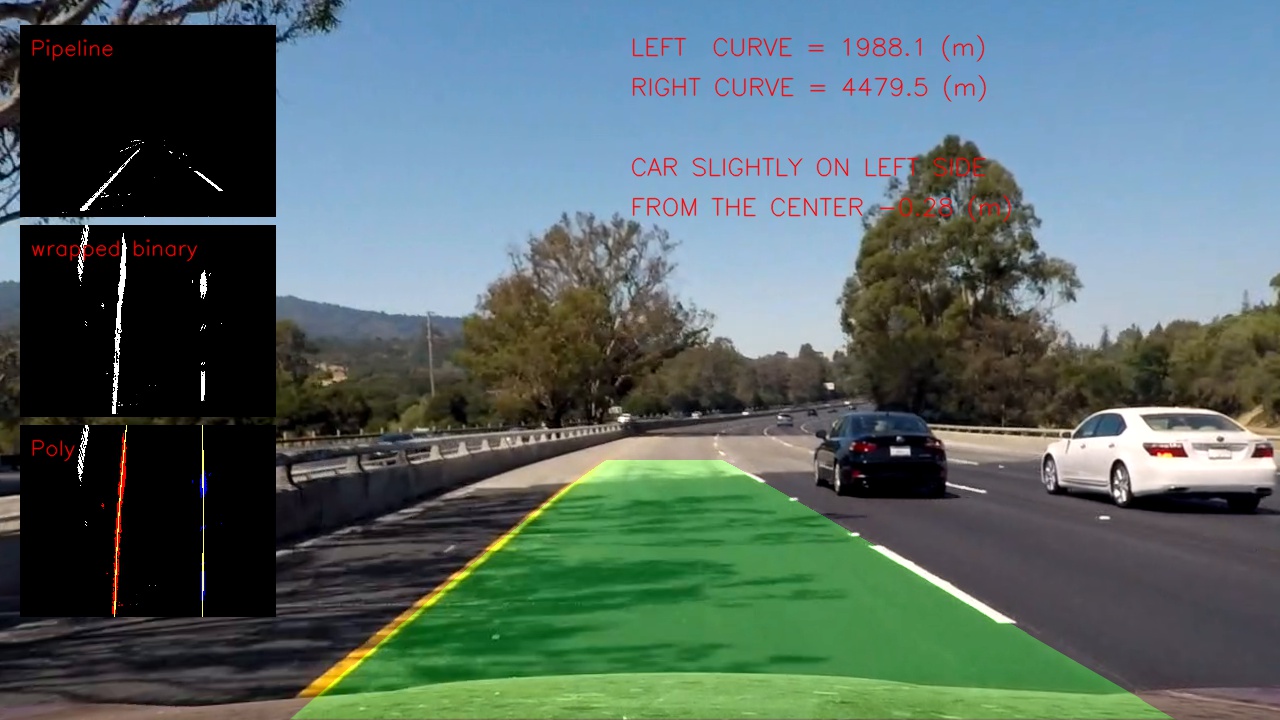 Pipeline
wrapped binary
Poly
LEFT CURVE = 1988.1 (m)
RIGHT CURVE = 4479.5 (m)
CAR SLIGHTLY ON LEFT SIDE
FROM THE CENTER -0.28 (m)